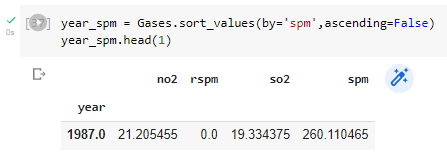 0s
year_spm = Gases.sort_values(by='spm',ascending=False)
year_spm.head(1)
no2 rspm so2 spm
year
1987.0 21.205455 0.0 19.334375 260.110465